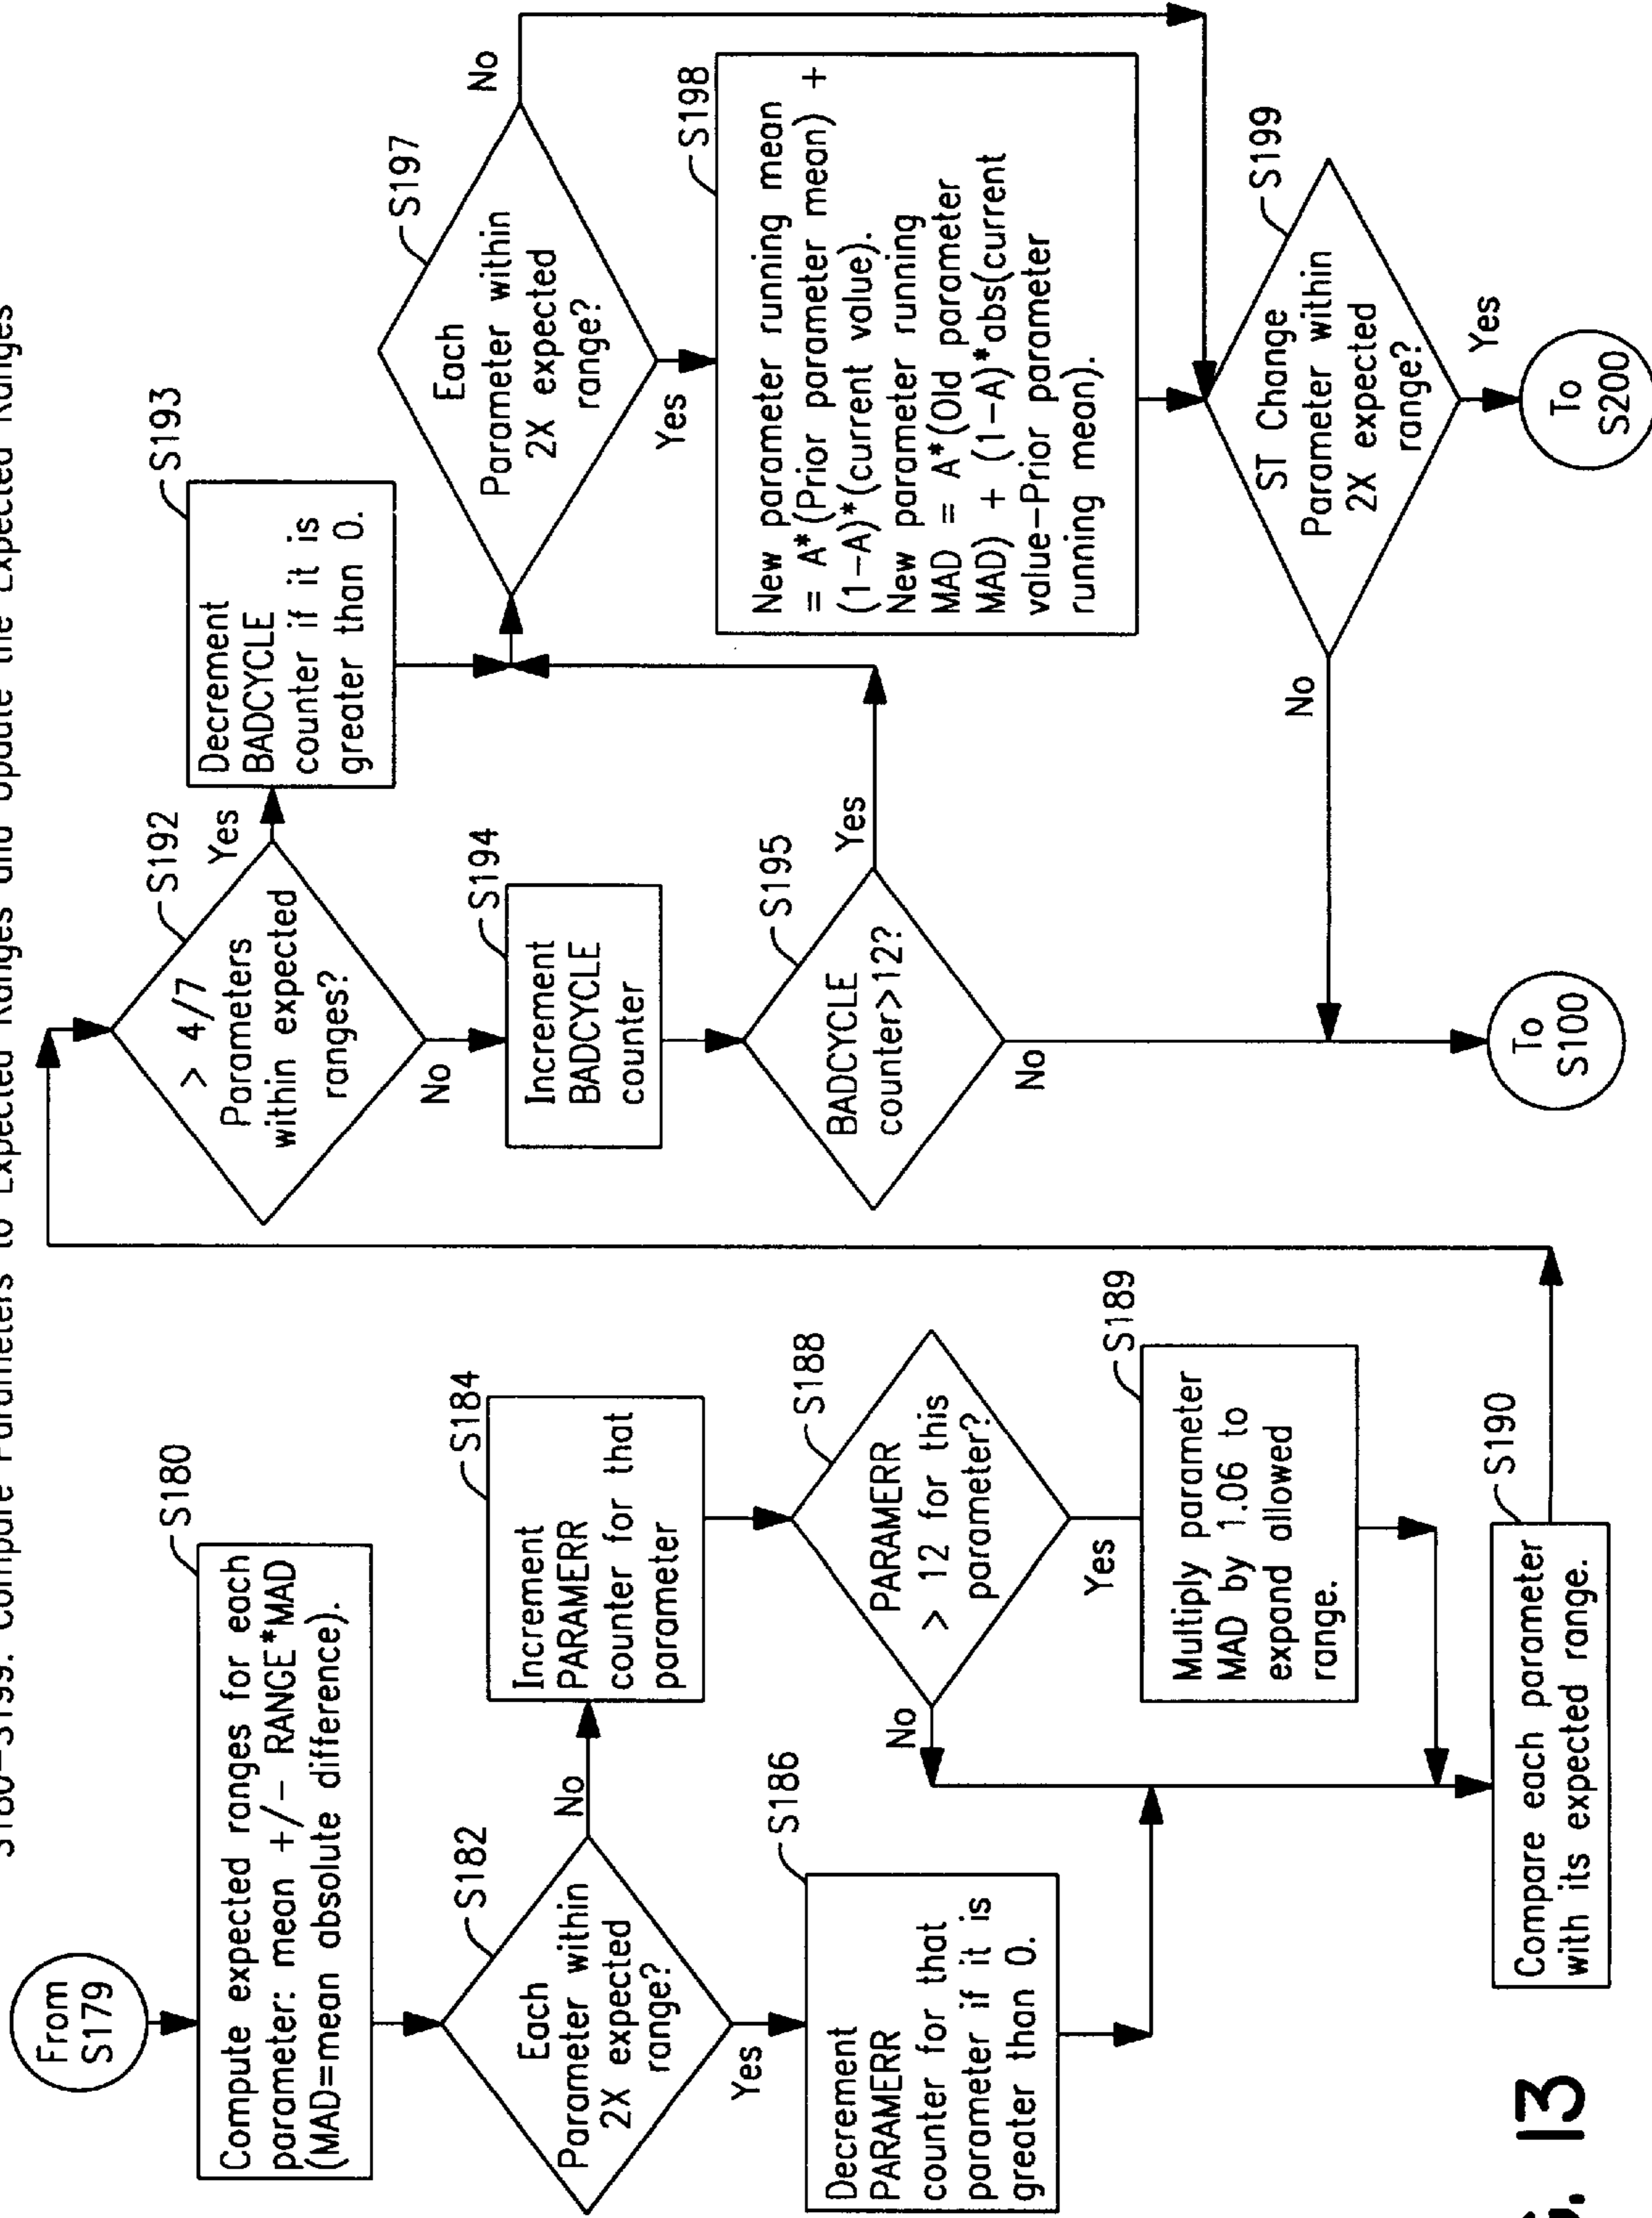 S180-S199: Compare Parameters to Expected Ranges and Update the Expected Ranges
From
S179
S180
Compute expected ranges for each
parameter: mean +/- RANGE*MAD
(MAD=mean absolute difference).
S182
Each
Parameter within
2X expected
range?
No
Yes
S184
Increment
PARAMERR
counter for that
parameter
S186
Decrement
PARAMERR
counter for that
parameter if it is
greater than 0.
S188
PARAMERR
> 12 for this
parameter?
No
Yes
S189
Multiply parameter
MAD by 1.06 to
expand allowed
range.
S190
Compare each parameter
with its expected range.
S192
> 4/7
Parameters
within expected
ranges?
Yes
No
S193
Decrement
BADCYCLE
counter if it is
greater than 0.
S194
Increment
BADCYCLE
counter
S195
BADCYCLE
counter>12?
Yes
No
S197
Each
Parameter within
2X expected
range?
No
Yes
S198
New parameter running mean
= A*(Prior parameter mean) +
(1-A)*(current value).
New parameter running
MAD = A*(Old parameter
MAD) + (1-A)*abs(current
value-Prior parameter
running mean).
S199
ST Change
Parameter within
2X expected
range?
No
Yes
To
S100
To
S200
13